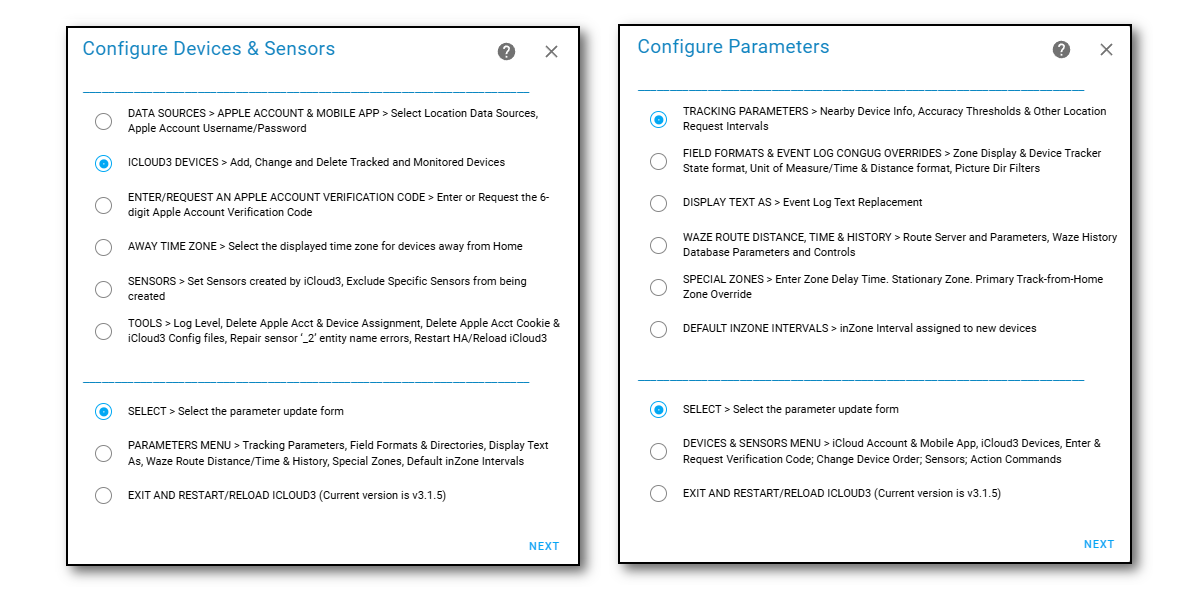 Configure Devices & Sensors
DATA SOURCES > APPLE ACCOUNT & MOBILE APP > Select Location Data Sources,
Apple Account Username/Password
ICLOUD3 DEVICES > Add, Change and Delete Tracked and Monitored Devices
ENTER/REQUEST AN APPLE ACCOUNT VERIFICATION CODE > Enter or Request the 6-
digit Apple Account Verification Code
AWAY TIME ZONE > Select the displayed time zone for devices away from Home
SENSORS > Set Sensors created by iCloud3, Exclude Specific Sensors from being
created
TOOLS > Log Level, Delete Apple Acct & Device Assignment, Delete Apple Acct Cookie &
iCloud3 Config files, Repair sensor ‘_2’ entity name errors, Restart HA/Reload iCloud3
SELECT > Select the parameter update form
PARAMETERS MENU > Tracking Parameters, Field Formats & Directories, Display Text
As, Waze Route Distance/Time & History, Special Zones, Default inZone Intervals
EXIT AND RESTART/RELOAD ICLOUD3 (Current version is v3.1.5)
NEXT
Configure Parameters
TRACKING PARAMETERS > Nearby Device Info, Accuracy Thresholds & Other Location
Request Intervals
FIELD FORMATS & EVENT LOG CONGUG OVERRIDES > Zone Display & Device Tracker
State format, Unit of Measure/Time & Distance format, Picture Dir Filters
DISPLAY TEXT AS > Event Log Text Replacement
WAZE ROUTE DISTANCE, TIME & HISTORY > Route Server and Parameters, Waze History
Database Parameters and Controls
SPECIAL ZONES > Enter Zone Delay Time. Stationary Zone. Primary Track-from-Home
Zone Override
DEFAULT INZONE INTERVALS > inZone Interval assigned to new devices
SELECT > Select the parameter update form
DEVICES & SENSORS MENU > iCloud Account & Mobile App, iCloud3 Devices, Enter &
Request Verification Code; Change Device Order; Sensors; Action Commands
EXIT AND RESTART/RELOAD ICLOUD3 (Current version is v3.1.5)
NEXT